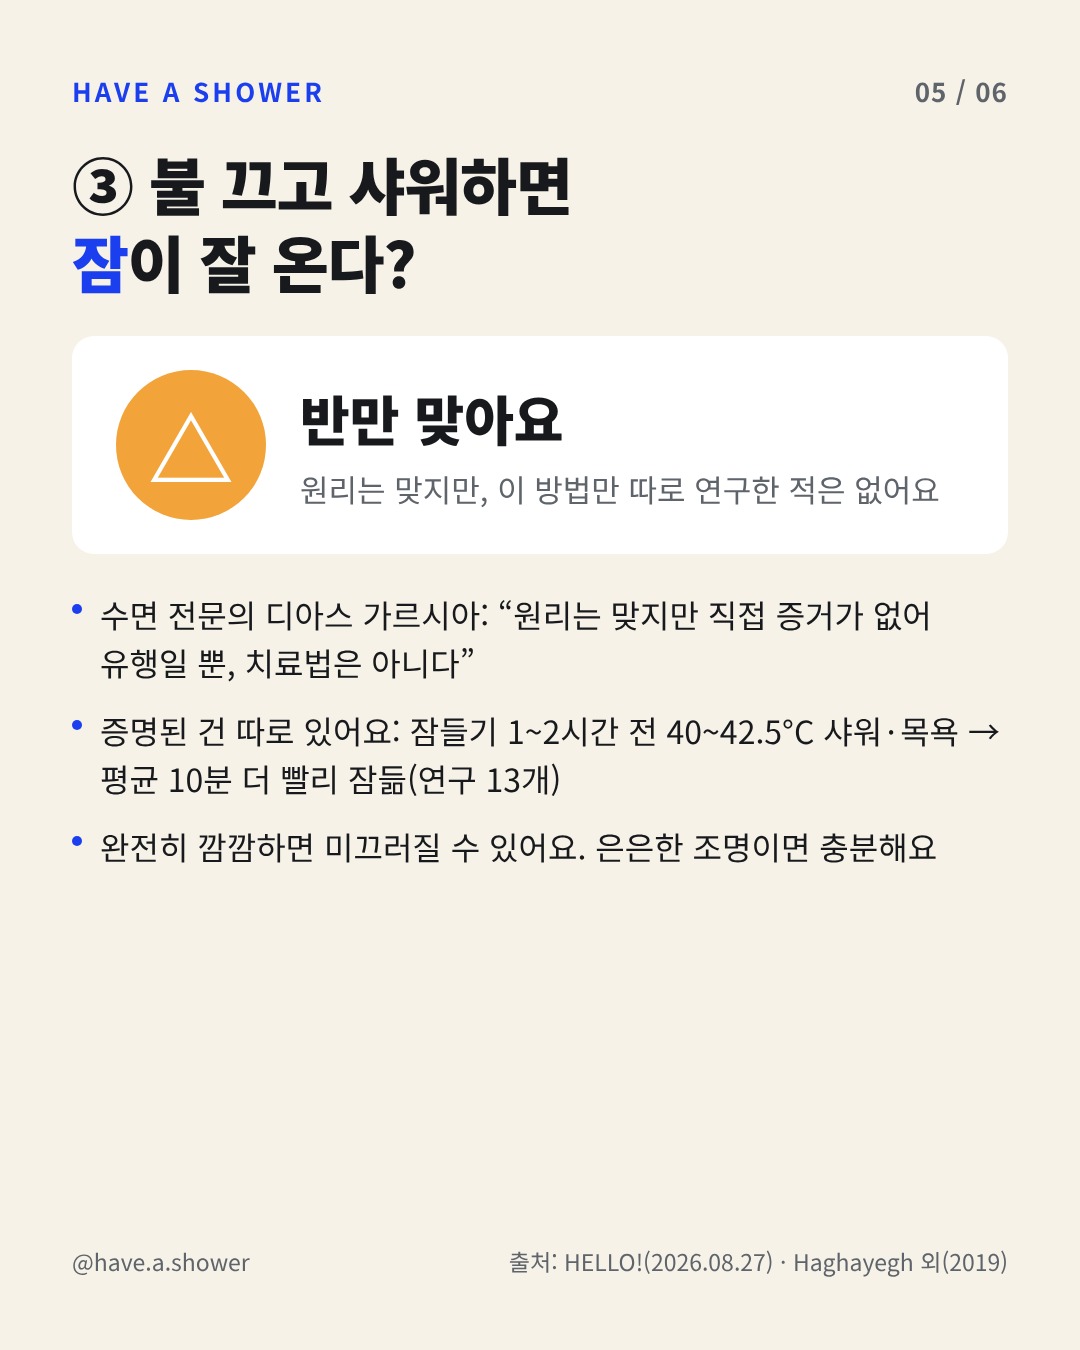 HAVE A SHOWER
05 / 06
③ 불 끄고 샤워하면
잠이 잘 온다?
반만 맞아요
원리는 맞지만, 이 방법만 따로 연구한 적은 없어요
• 수면 전문의 디아스 가르시아: “원리는 맞지만 직접 증거가 없어
유행일 뿐, 치료법은 아니다”
• 증명된 건 따로 있어요: 잠들기 1~2시간 전 40~42.5°C 샤워·목욕 →
평균 10분 더 빨리 잠듦(연구 13개)
• 완전히 깜깜하면 미끄러질 수 있어요. 은은한 조명이면 충분해요
@have.a.shower
출처: HELLO!(2026.08.27) · Haghayegh 외(2019)